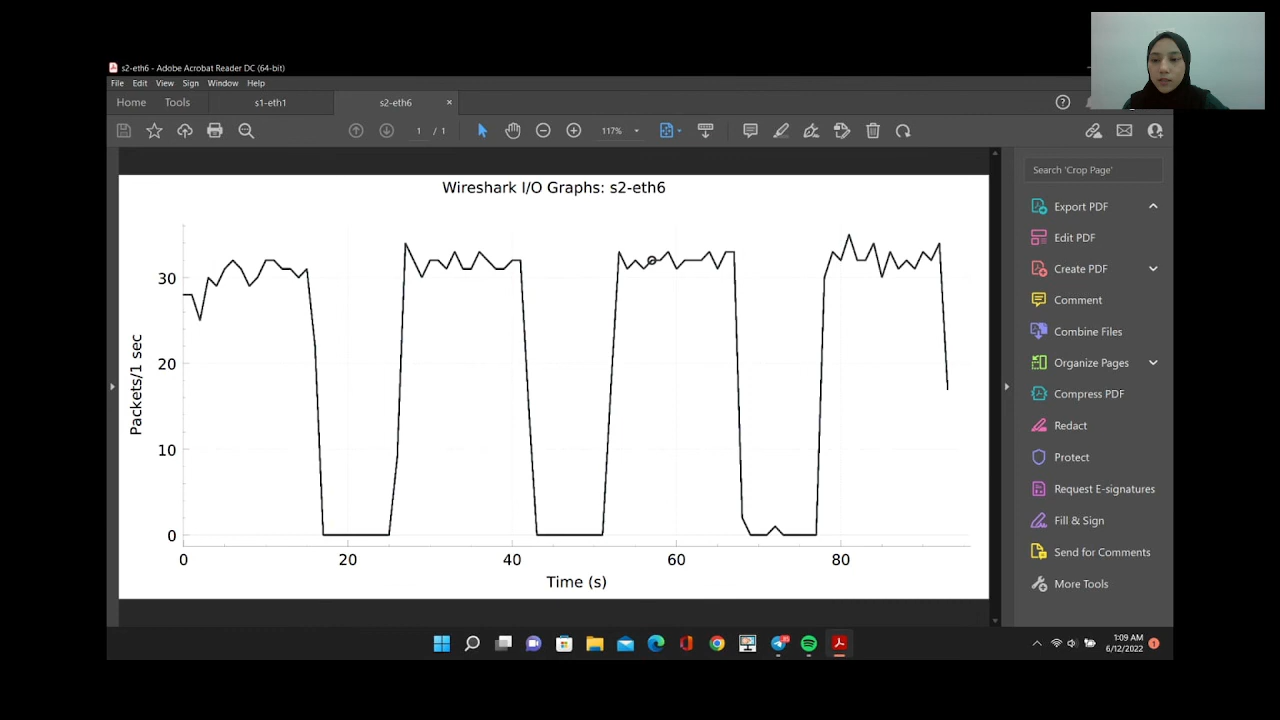 s2-eth6 - Adobe Acrobat Reader DC (64-bit)
File Edit View Sign Window Help
Home Tools s1-eth1 s2-eth6 ×
1 / 1 117%
Wireshark I/O Graphs: s2-eth6
30
20
10
0
Packets/1 sec
0 20 40 60 80
Time (s)
Search 'Crop Page'
Export PDF
Edit PDF
Create PDF
Comment
Combine Files
Organize Pages
Compress PDF
Redact
Protect
Request E-signatures
Fill & Sign
Send for Comments
More Tools
1:09 AM
6/12/2022
1